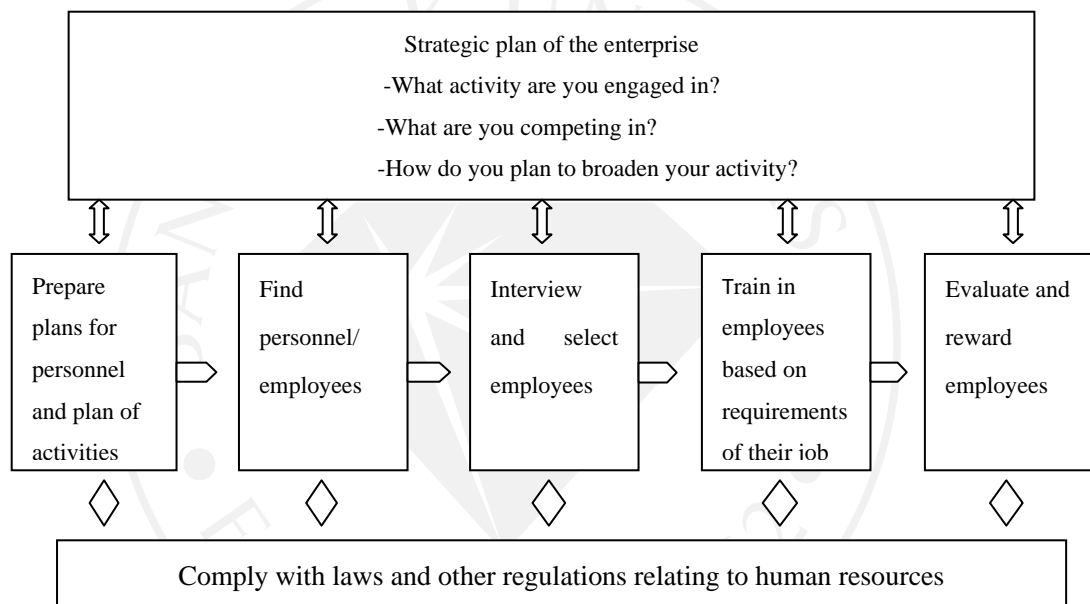 Strategic plan of the enterprise
-What activity are you engaged in?
-What are you competing in?
-How do you plan to broaden your activity?
Prepare
plans for
personnel
and plan of
activities
Find
personnel/
employees
Interview
and select
employees
Train in
employees
based on
requirements
of their job
Evaluate and
reward
employees
Comply with laws and other regulations relating to human resources